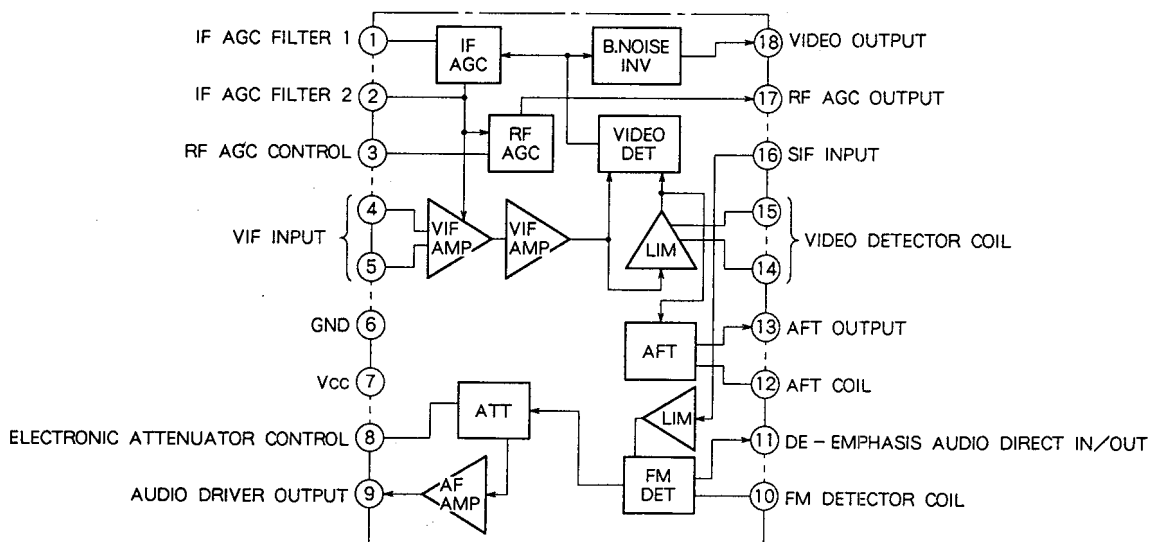 IF AGC FILTER 1
1
IF
AGC
B.NOISE
INV
18
VIDEO OUTPUT
IF AGC FILTER 2
2
17
RF AGC OUTPUT
RF
AGC
VIDEO
DET
RF AGC CONTROL
3
16
SIF INPUT
VIF INPUT
4
5
VIF
AMP
VIF
AMP
LIM
15
14
VIDEO DETECTOR COIL
GND
6
13
AFT OUTPUT
AFT
Vcc
7
12
AFT COIL
ATT
LIM
ELECTRONIC ATTENUATOR CONTROL
8
11
DE-EMPHASIS AUDIO DIRECT IN/OUT
AUDIO DRIVER OUTPUT
9
AF
AMP
FM
DET
10
FM DETECTOR COIL